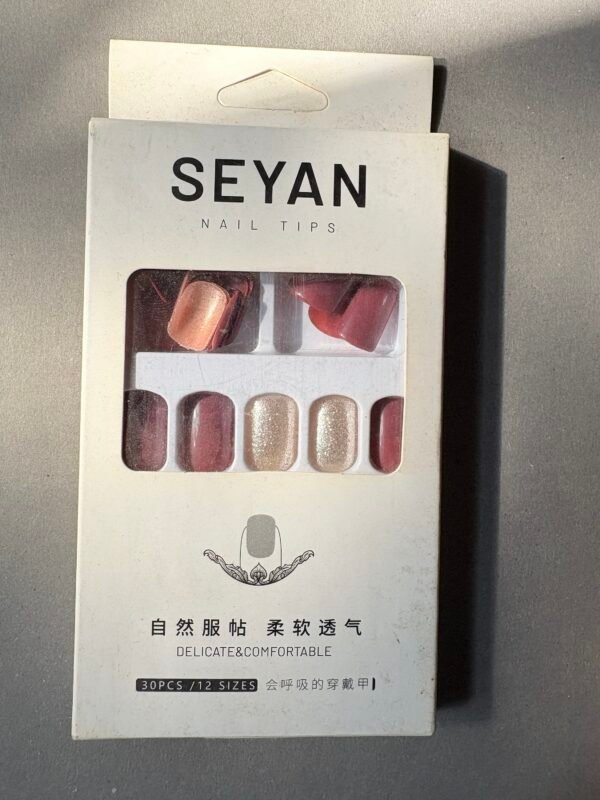 SEYAN
NAIL TIPS
自然服帖 柔软透气
DELICATE&COMFORTABLE
30PCS /12 SIZES 会呼吸的穿戴甲